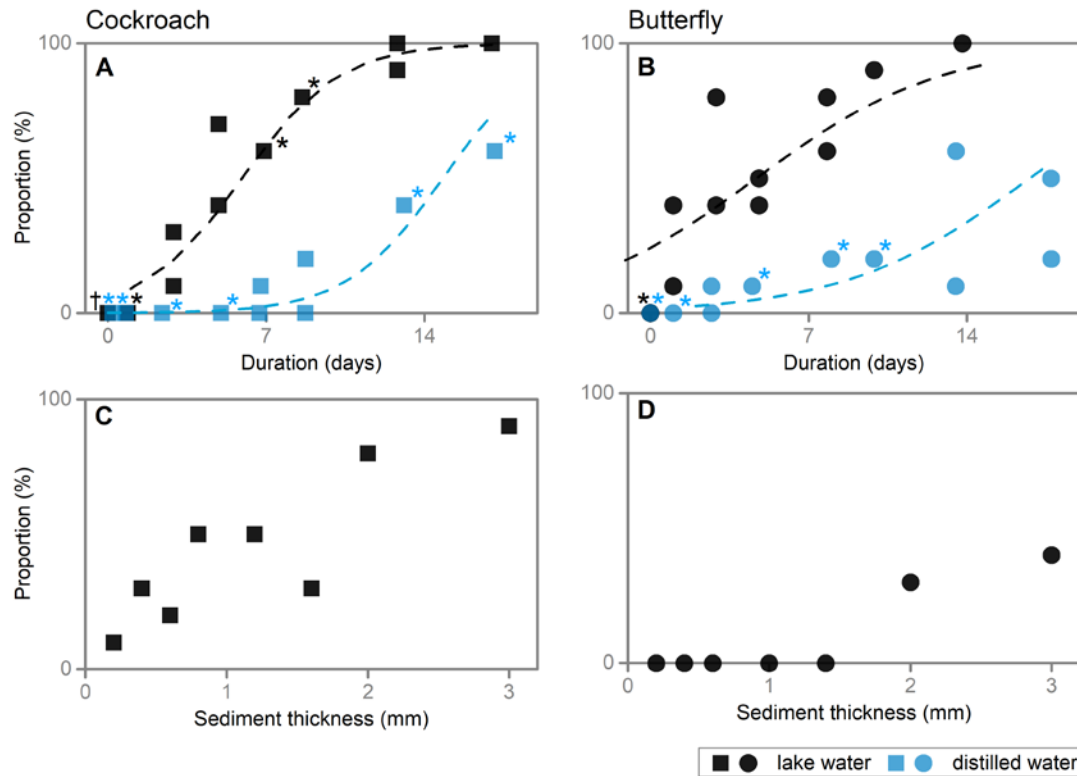 Cockroach
Butterfly
A
B
Proportion (%)
100
0
† * * *
* * * * * *
0 7 14
Duration (days)
100
0
* * * * * *
0 7 14
Duration (days)
C
D
Proportion (%)
100
0
0 1 2 3
Sediment thickness (mm)
100
0
0 1 2 3
Sediment thickness (mm)
lake water
distilled water